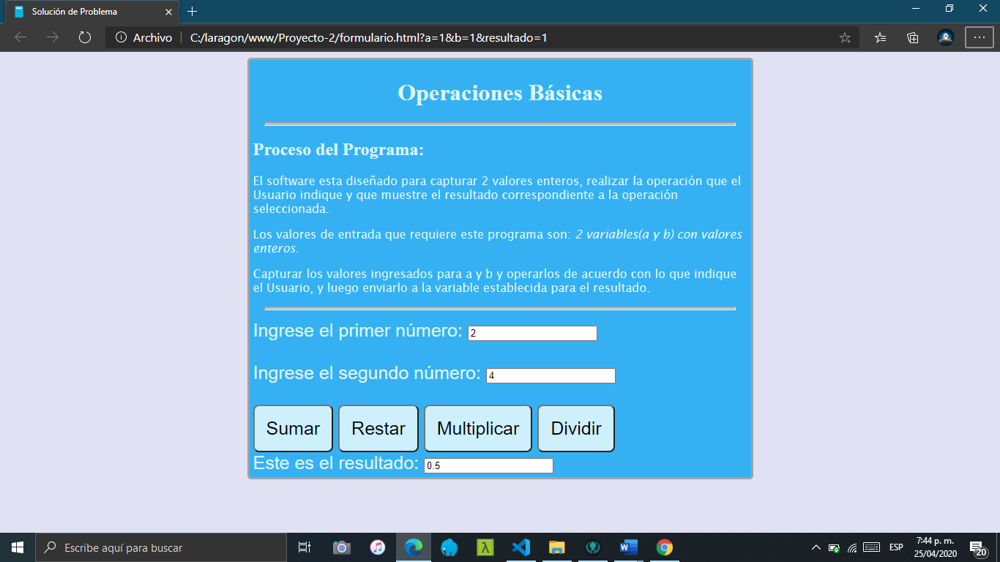 Solución de Problema
Archivo
C:/laragon/www/Proyecto-2/formulario.html?a=1&b=1&resultado=1
Operaciones Básicas
Proceso del Programa:
El software esta diseñado para capturar 2 valores enteros, realizar la operación que el
Usuario indique y que muestre el resultado correspondiente a la operación
seleccionada.
Los valores de entrada que requiere este programa son: 2 variables(a y b) con valores
enteros.
Capturar los valores ingresados para a y b y operarlos de acuerdo con lo que indique
el Usuario, y luego enviarlo a la variable establecida para el resultado.
Ingrese el primer número: 2
Ingrese el segundo número: 4
Sumar Restar Multiplicar Dividir
Este es el resultado: 0.5
Escribe aquí para buscar
ESP
7:44 p. m.
25/04/2020
20